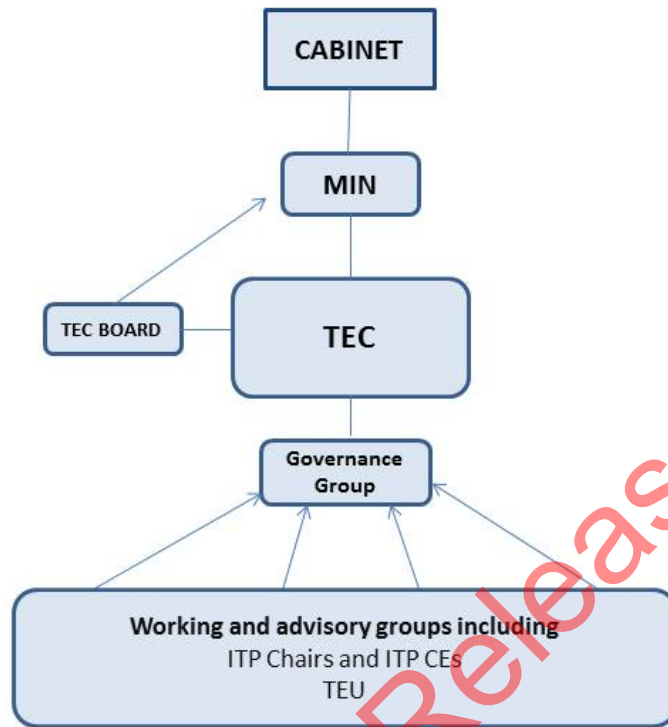 CABINET
MIN
TEC BOARD
TEC
Governance
Group
Working and advisory groups including
ITP Chairs and ITP CEs
TEU
Releas